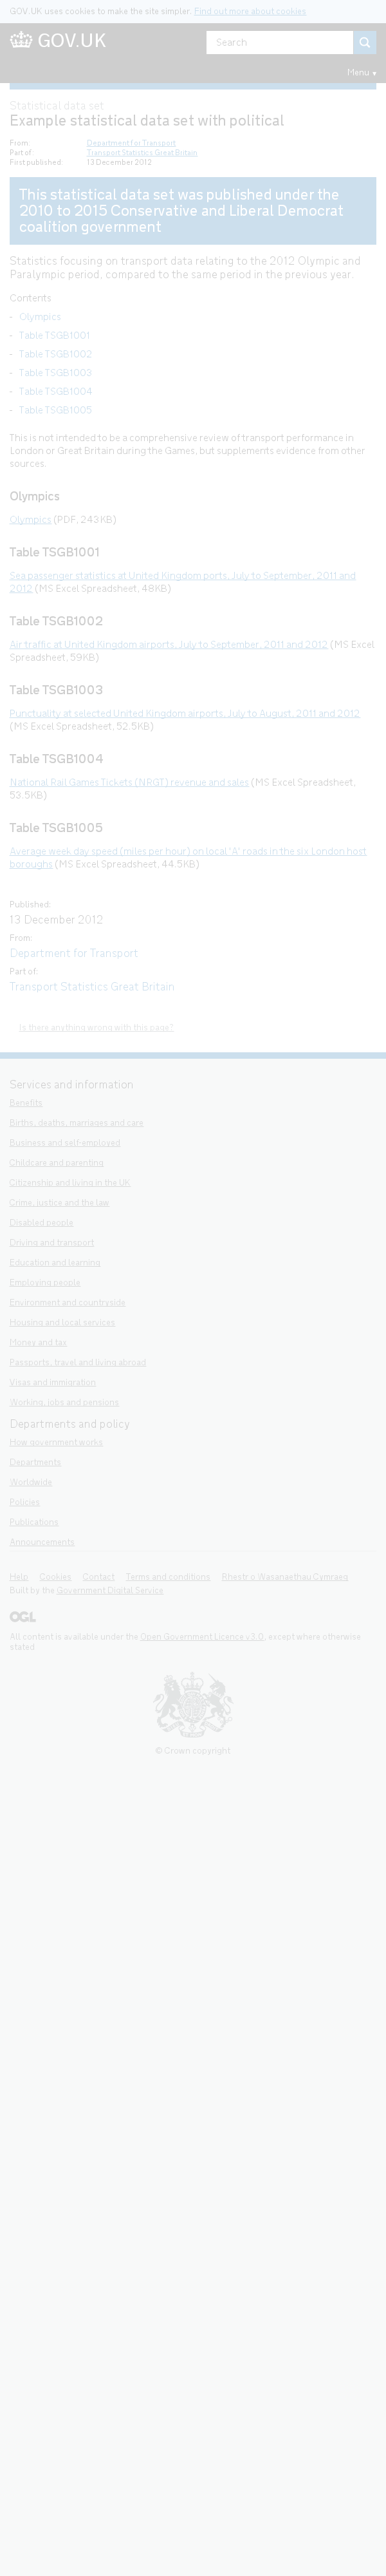 GOV.UK uses cookies to make the site simpler. Find out more about cookies
GOV.UK
Search
Menu
Statistical data set
Example statistical data set with political
From: Department for Transport
Part of: Transport Statistics Great Britain
First published: 13 December 2012
This statistical data set was published under the
2010 to 2015 Conservative and Liberal Democrat
coalition government
Statistics focusing on transport data relating to the 2012 Olympic and
Paralympic period, compared to the same period in the previous year.
Contents
- Olympics
- Table TSGB1001
- Table TSGB1002
- Table TSGB1003
- Table TSGB1004
- Table TSGB1005
This is not intended to be a comprehensive review of transport performance in
London or Great Britain during the Games, but supplements evidence from other
sources.
Olympics
Olympics (PDF, 243KB)
Table TSGB1001
Sea passenger statistics at United Kingdom ports, July to September, 2011 and
2012 (MS Excel Spreadsheet, 48KB)
Table TSGB1002
Air traffic at United Kingdom airports, July to September, 2011 and 2012 (MS Excel
Spreadsheet, 59KB)
Table TSGB1003
Punctuality at selected United Kingdom airports, July to August, 2011 and 2012
(MS Excel Spreadsheet, 52.5KB)
Table TSGB1004
National Rail Games Tickets (NRGT) revenue and sales (MS Excel Spreadsheet,
53.5KB)
Table TSGB1005
Average week day speed (miles per hour) on local "A" roads in the six London host
boroughs (MS Excel Spreadsheet, 44.5KB)
Published:
13 December 2012
From:
Department for Transport
Part of:
Transport Statistics Great Britain
Is there anything wrong with this page?
Services and information
Benefits
Births, deaths, marriages and care
Business and self-employed
Childcare and parenting
Citizenship and living in the UK
Crime, justice and the law
Disabled people
Driving and transport
Education and learning
Employing people
Environment and countryside
Housing and local services
Money and tax
Passports, travel and living abroad
Visas and immigration
Working, jobs and pensions
Departments and policy
How government works
Departments
Worldwide
Policies
Publications
Announcements
Help Cookies Contact Terms and conditions Rhestr o Wasanaethau Cymraeg
Built by the Government Digital Service
OGL
All content is available under the Open Government Licence v3.0, except where otherwise
stated
© Crown copyright